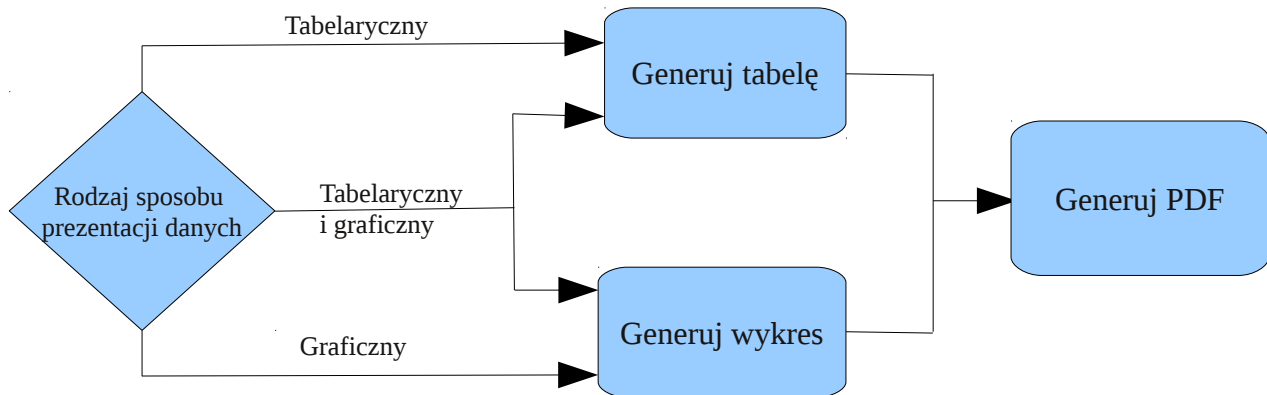 Tabelaryczny
Generuj tabelę
Rodzaj sposobu
prezentacji danych
Tabelaryczny
i graficzny
Generuj PDF
Generuj wykres
Graficzny